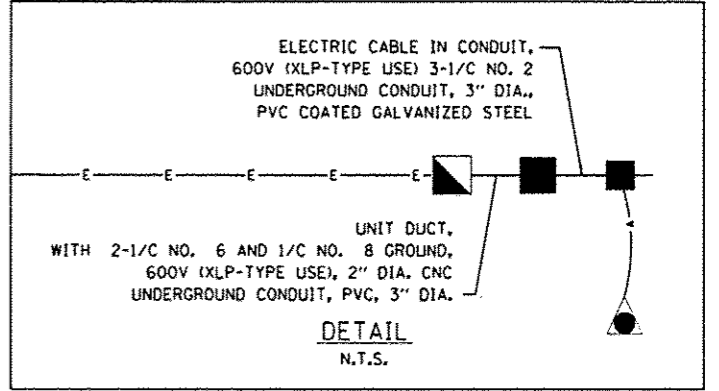 ELECTRIC CABLE IN CONDUIT,
600V (XLP-TYPE USE) 3-1/C NO. 2
UNDERGROUND CONDUIT, 3" DIA.,
PVC COATED GALVANIZED STEEL
E E E E E
UNIT DUCT,
WITH 2-1/C NO. 6 AND 1/C NO. 8 GROUND,
600V (XLP-TYPE USE), 2" DIA. CNC
UNDERGROUND CONDUIT, PVC, 3" DIA.
DETAIL
N.T.S.